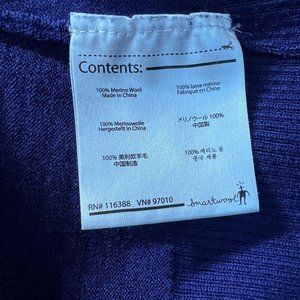 Contents:
100% Merino Wool
Made in China
100% laine mérino
Fabriqué en Chine
100% Merinowolle
Hergestellt in China
メリノウール 100%
中国製
100% 美利奴羊毛
中国制造
100% 메리노 울
중국 제품
RN# 116388 VN# 97010
Smartwool